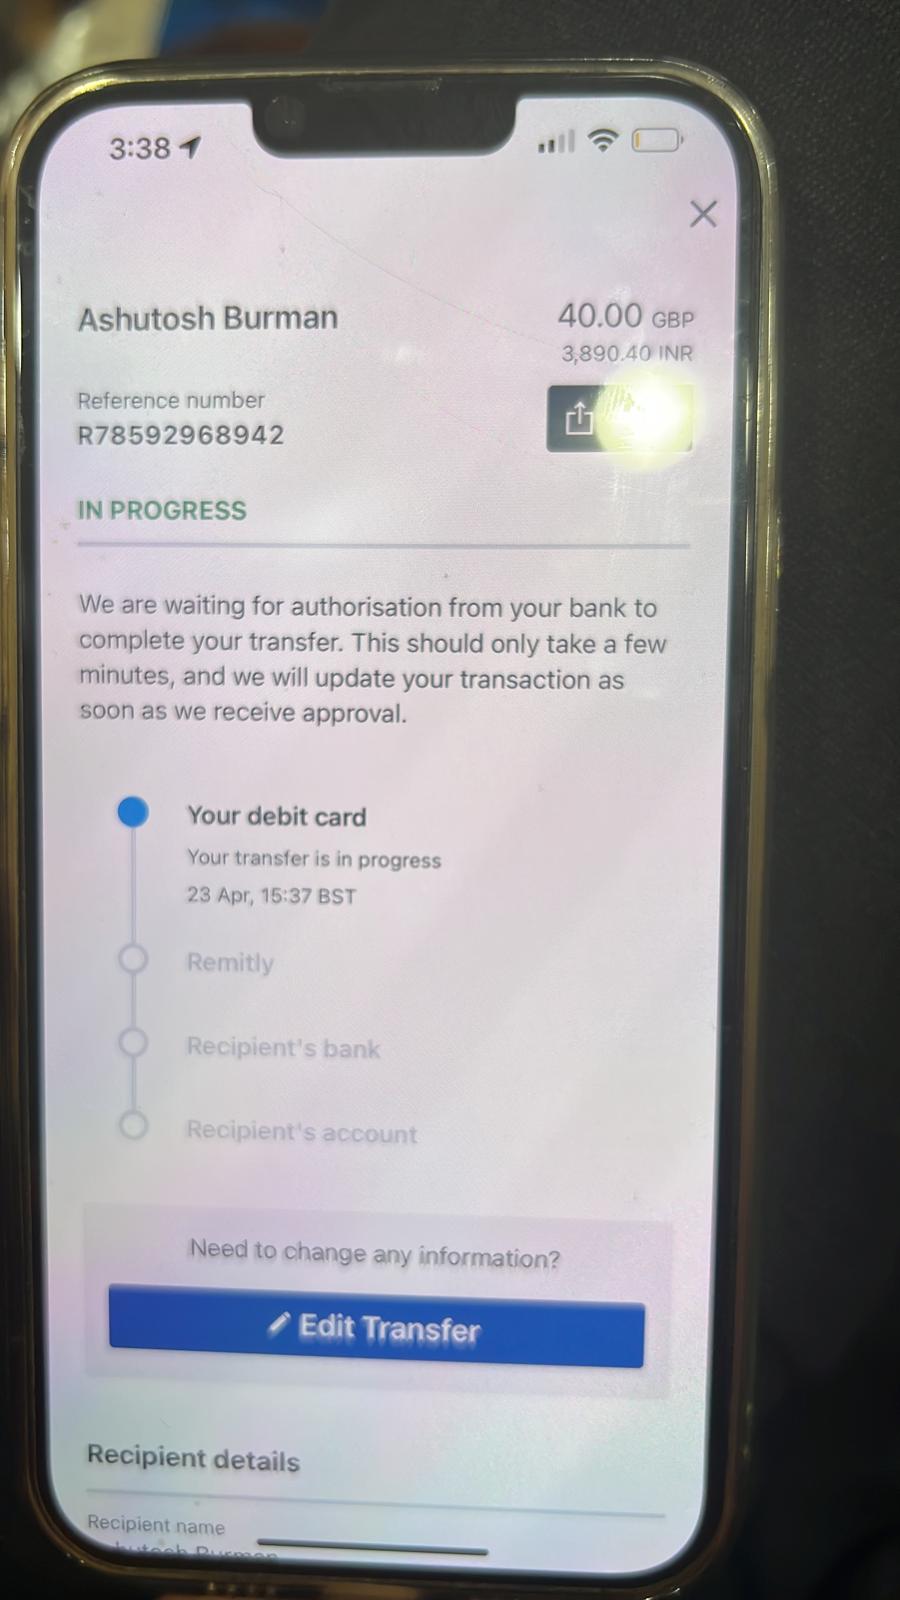 3:38
Ashutosh Burman
40.00 GBP
3,890.40 INR
Reference number
R78592968942
IN PROGRESS
We are waiting for authorisation from your bank to
complete your transfer. This should only take a few
minutes, and we will update your transaction as
soon as we receive approval.
Your debit card
Your transfer is in progress
23 Apr, 15:37 BST
Remitly
Recipient's bank
Recipient's account
Need to change any information?
Edit Transfer
Recipient details
Recipient name
Burman